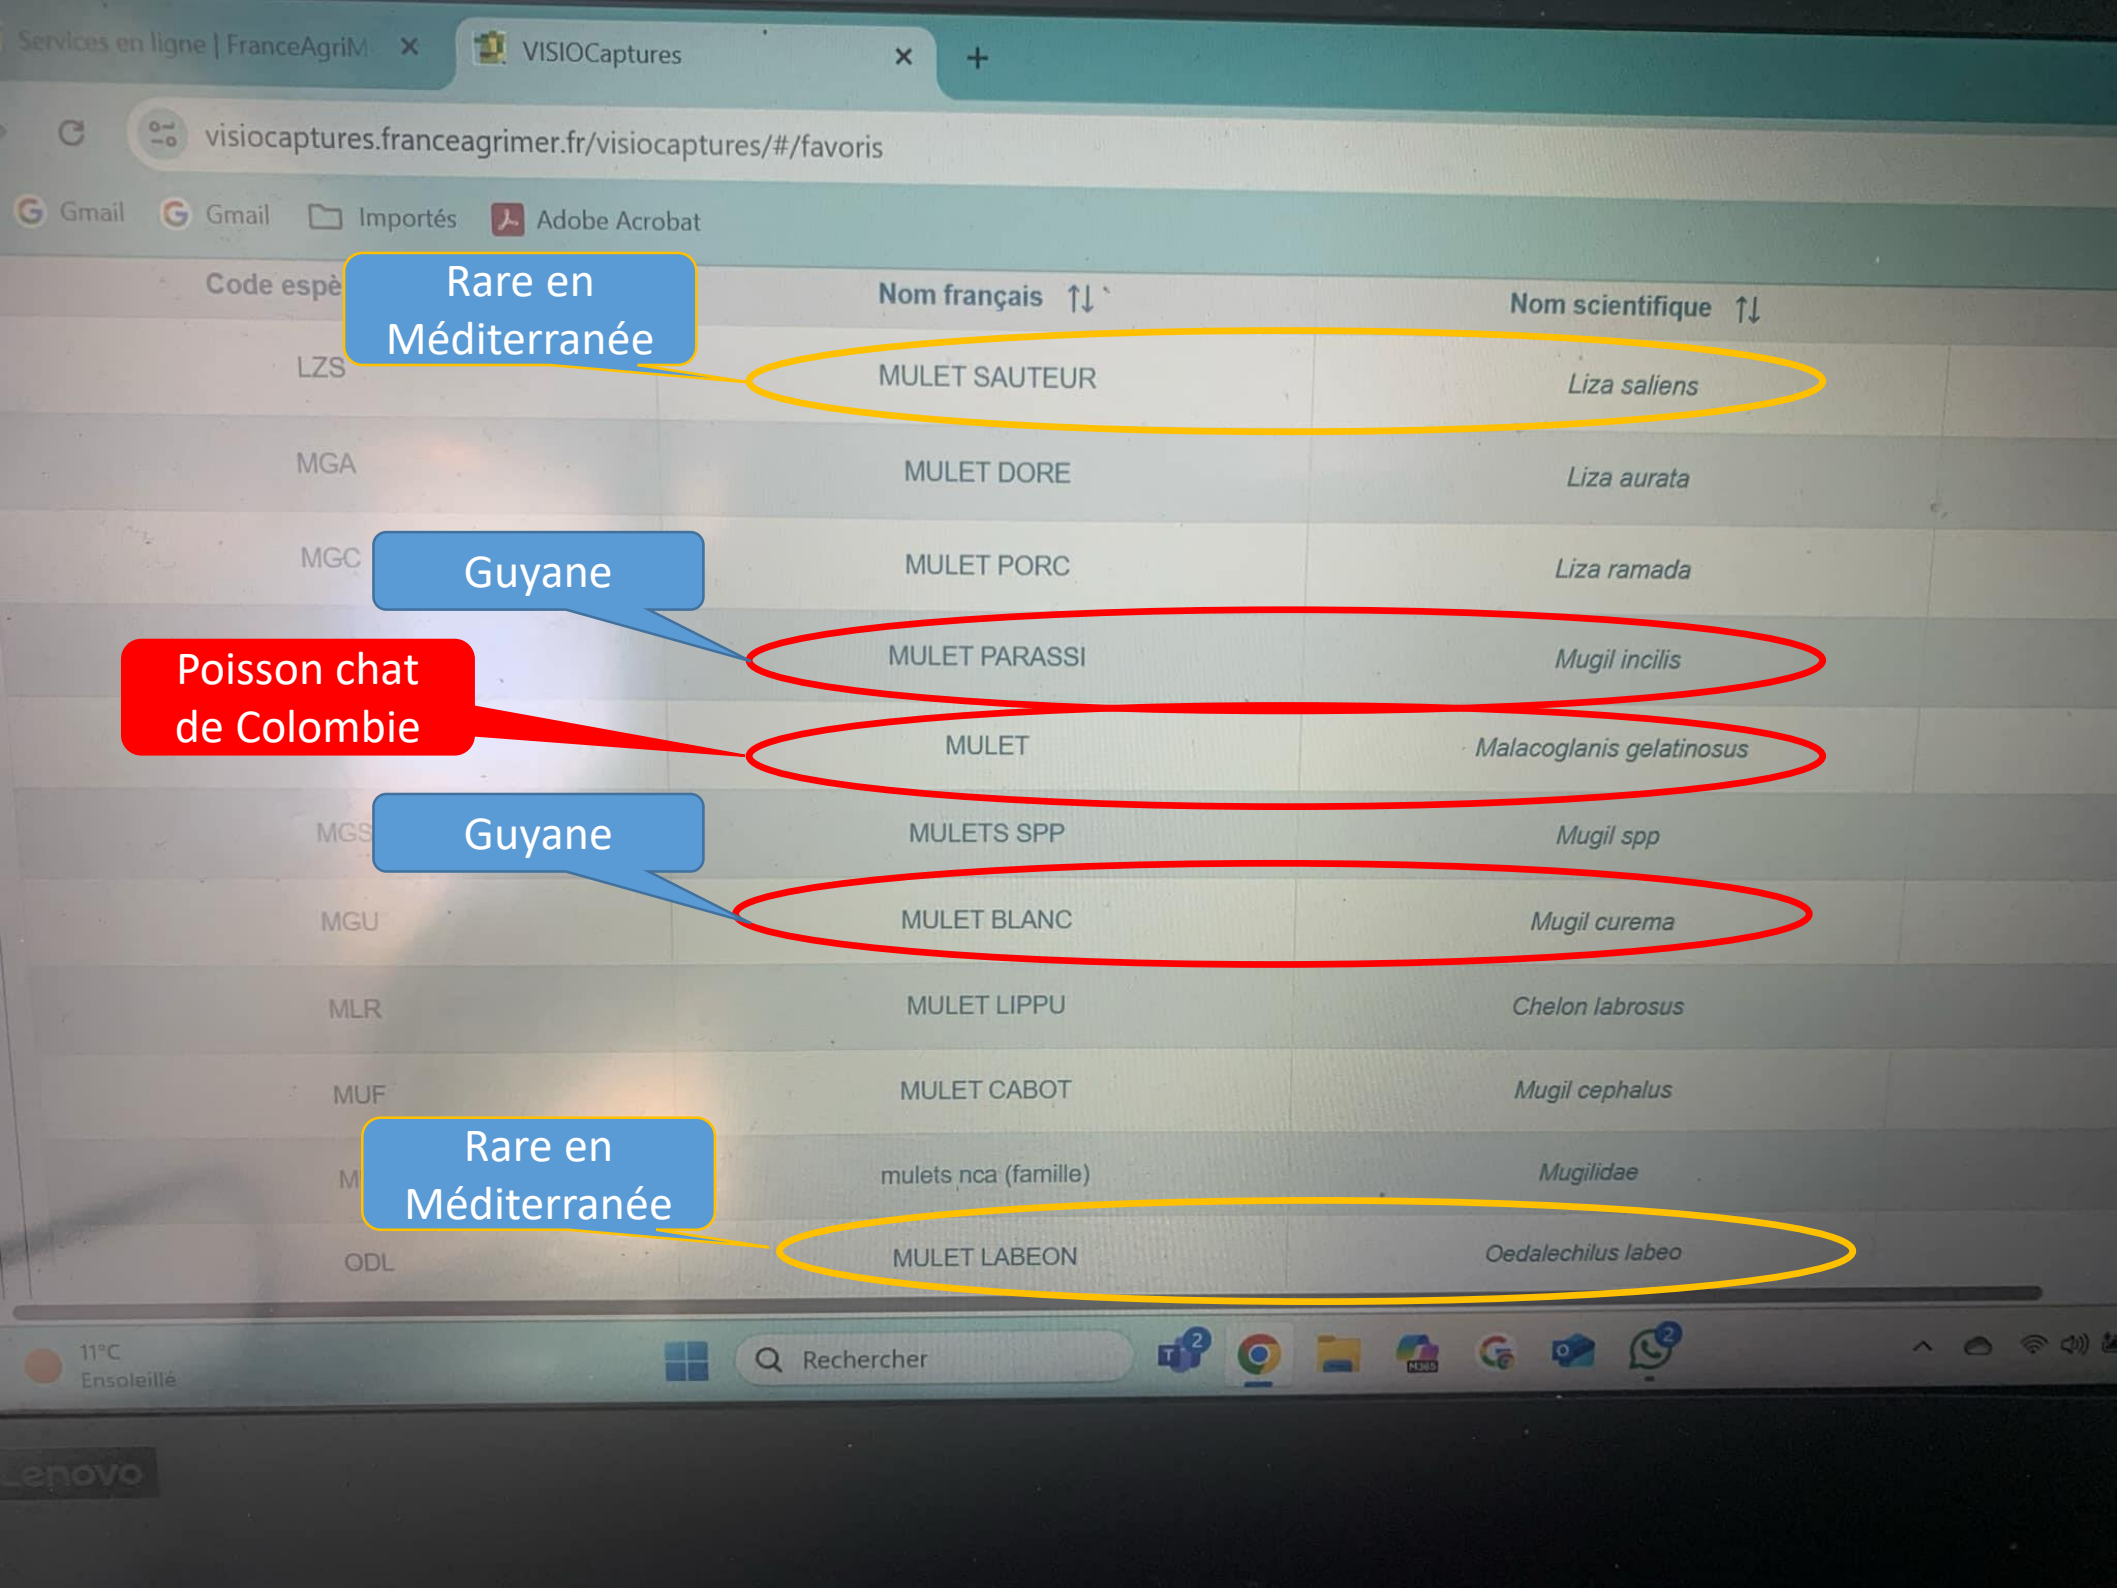 Services en ligne | FranceAgriM
VISIOCaptures
visiocaptures.franceagrimer.fr/visiocaptures/#/favoris
Gmail Gmail Importés Adobe Acrobat
Code espè Nom français Nom scientifique
Rare en
Méditerranée
LZS MULET SAUTEUR Liza saliens
MGA MULET DORE Liza aurata
MGC MULET PORC Liza ramada
Guyane
MULET PARASSI Mugil incilis
Poisson chat
de Colombie
MULET Malacoglanis gelatinosus
MGS MULETS SPP Mugil spp
Guyane
MGU MULET BLANC Mugil curema
MLR MULET LIPPU Chelon labrosus
MUF MULET CABOT Mugil cephalus
Rare en
Méditerranée
M mulets nca (famille) Mugilidae
ODL MULET LABEON Oedalechilus labeo
11°C
Ensoleillé
Rechercher
2
M365
2
Lenovo